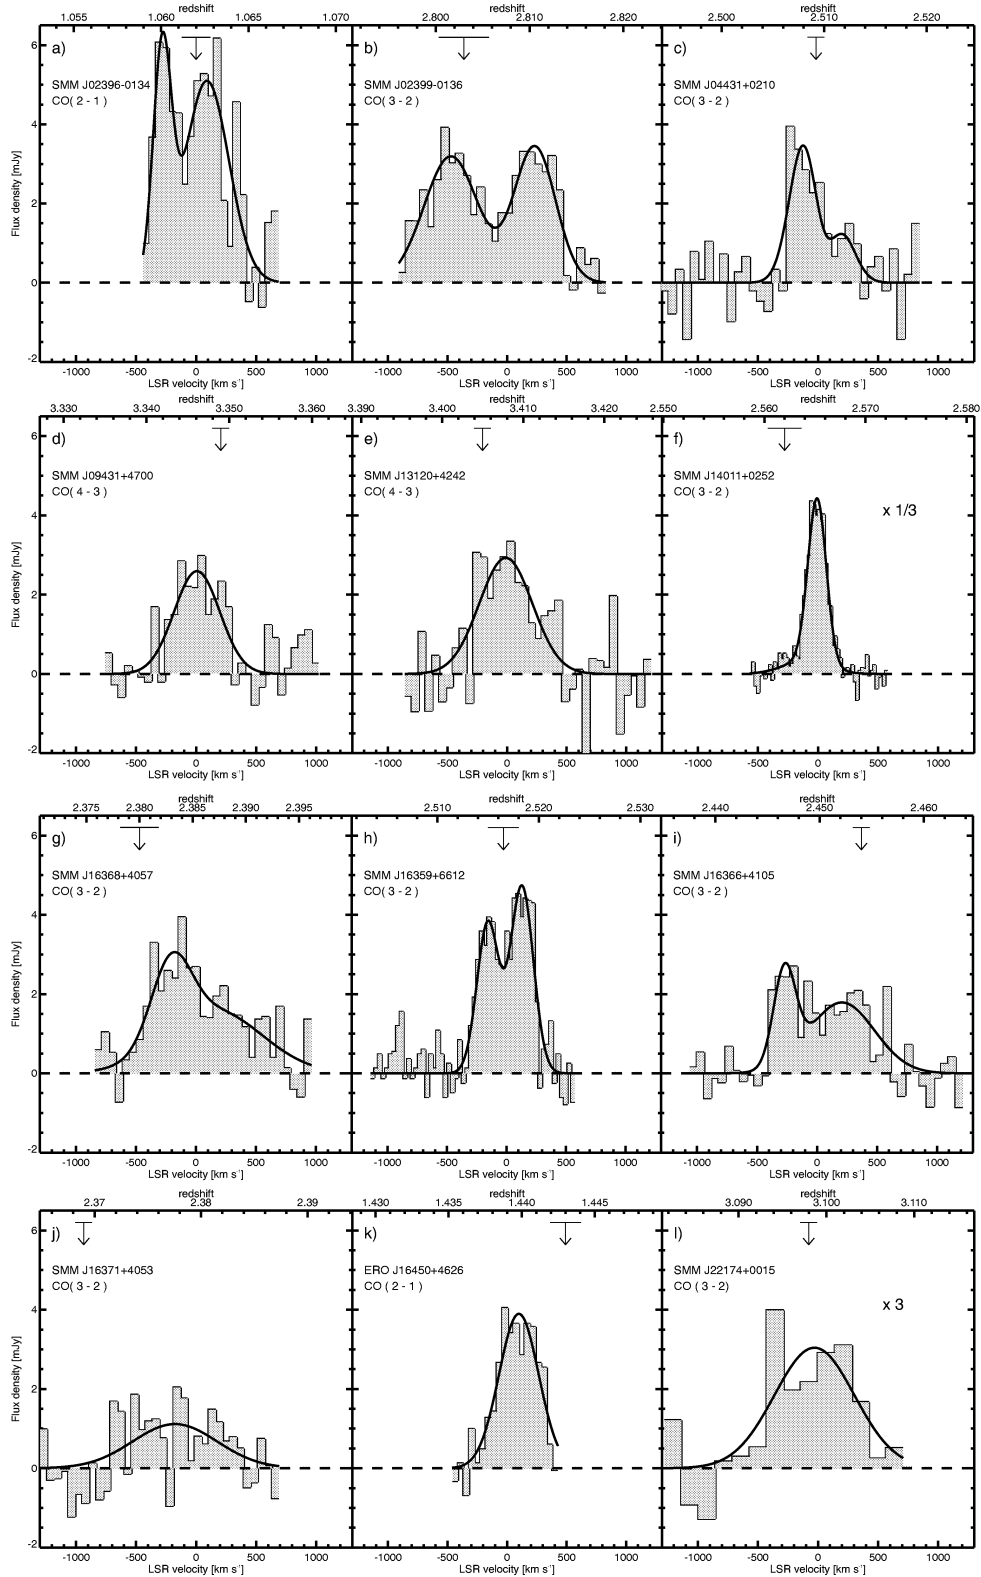 redshift redshift redshift
1.055 1.060 1.065 1.070 2.800 2.810 2.820 2.500 2.510 2.520
6 a) b) c)
SMM J02396-0134 SMM J02399-0136 SMM J04431+0210
CO( 2 - 1 ) CO( 3 - 2 ) CO( 3 - 2 )
4
Flux density [mJy]
2
0
-2
-1000 -500 0 500 1000 -1000 -500 0 500 1000 -1000 -500 0 500 1000
LSR velocity [km s⁻¹] LSR velocity [km s⁻¹] LSR velocity [km s⁻¹]
redshift redshift redshift
3.330 3.340 3.350 3.360 3.390 3.400 3.410 3.420 2.550 2.560 2.570 2.580
6 d) e) f)
SMM J09431+4700 SMM J13120+4242 SMM J14011+0252
CO( 4 - 3 ) CO( 4 - 3 ) CO( 3 - 2 )
4 x 1/3
Flux density [mJy]
2
0
-2
-1000 -500 0 500 1000 -1000 -500 0 500 1000 -1000 -500 0 500 1000
LSR velocity [km s⁻¹] LSR velocity [km s⁻¹] LSR velocity [km s⁻¹]
redshift redshift redshift
2.375 2.380 2.385 2.390 2.395 2.510 2.520 2.530 2.440 2.450 2.460
6 g) h) i)
SMM J16368+4057 SMM J16359+6612 SMM J16366+4105
CO( 3 - 2 ) CO( 3 - 2 ) CO( 3 - 2 )
4
Flux density [mJy]
2
0
-2
-1000 -500 0 500 1000 -1000 -500 0 500 1000 -1000 -500 0 500 1000
LSR velocity [km s⁻¹] LSR velocity [km s⁻¹] LSR velocity [km s⁻¹]
redshift redshift redshift
2.37 2.38 2.39 1.430 1.435 1.440 1.445 3.090 3.100 3.110
6 j) k) l)
SMM J16371+4053 ERO J16450+4626 SMM J22174+0015
CO( 3 - 2 ) CO ( 2 - 1 ) CO ( 3 - 2)
4 x 3
Flux density [mJy]
2
0
-2
-1000 -500 0 500 1000 -1000 -500 0 500 1000 -1000 -500 0 500 1000
LSR velocity [km s⁻¹] LSR velocity [km s⁻¹] LSR velocity [km s⁻¹]